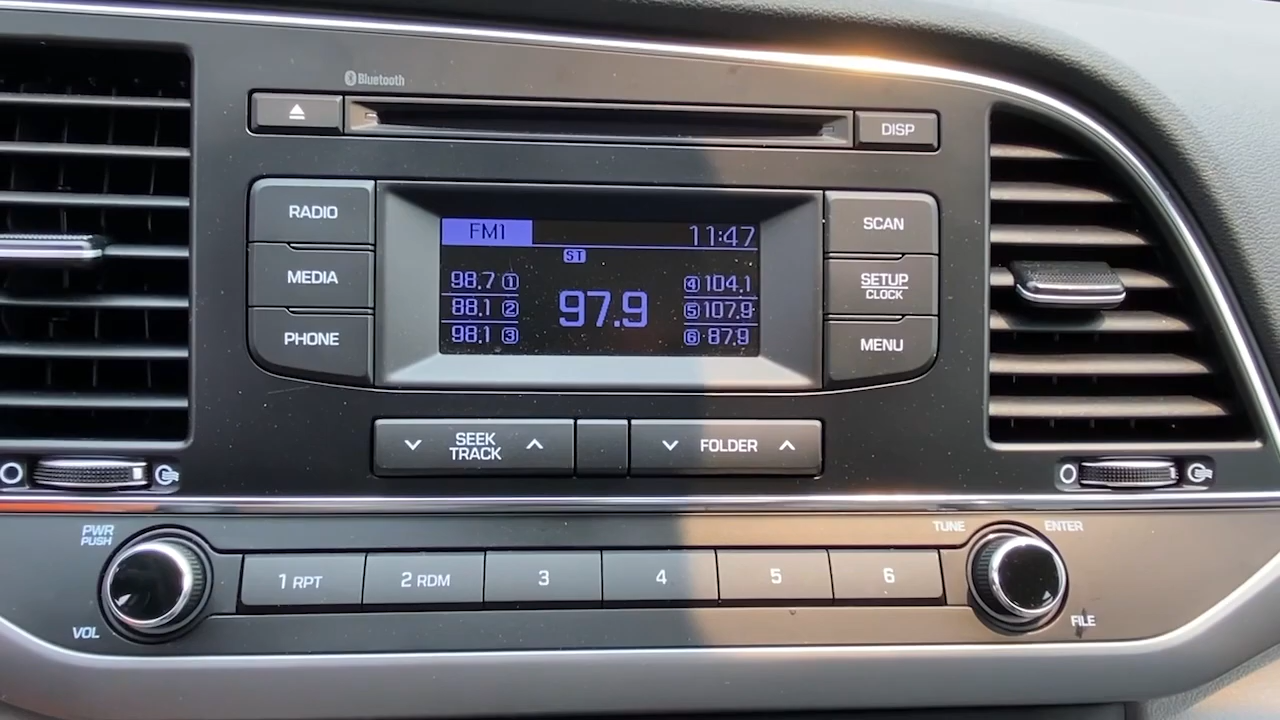 Bluetooth
DISP
RADIO
MEDIA
PHONE
FM1 11:47
ST
98.7 1
88.1 2
98.1 3
97.9
4 104.1
5 107.9
6 87.9
SCAN
SETUP
CLOCK
MENU
SEEK
TRACK
FOLDER
PWR
PUSH
VOL
1 RPT
2 RDM
3
4
5
6
TUNE
ENTER
FILE